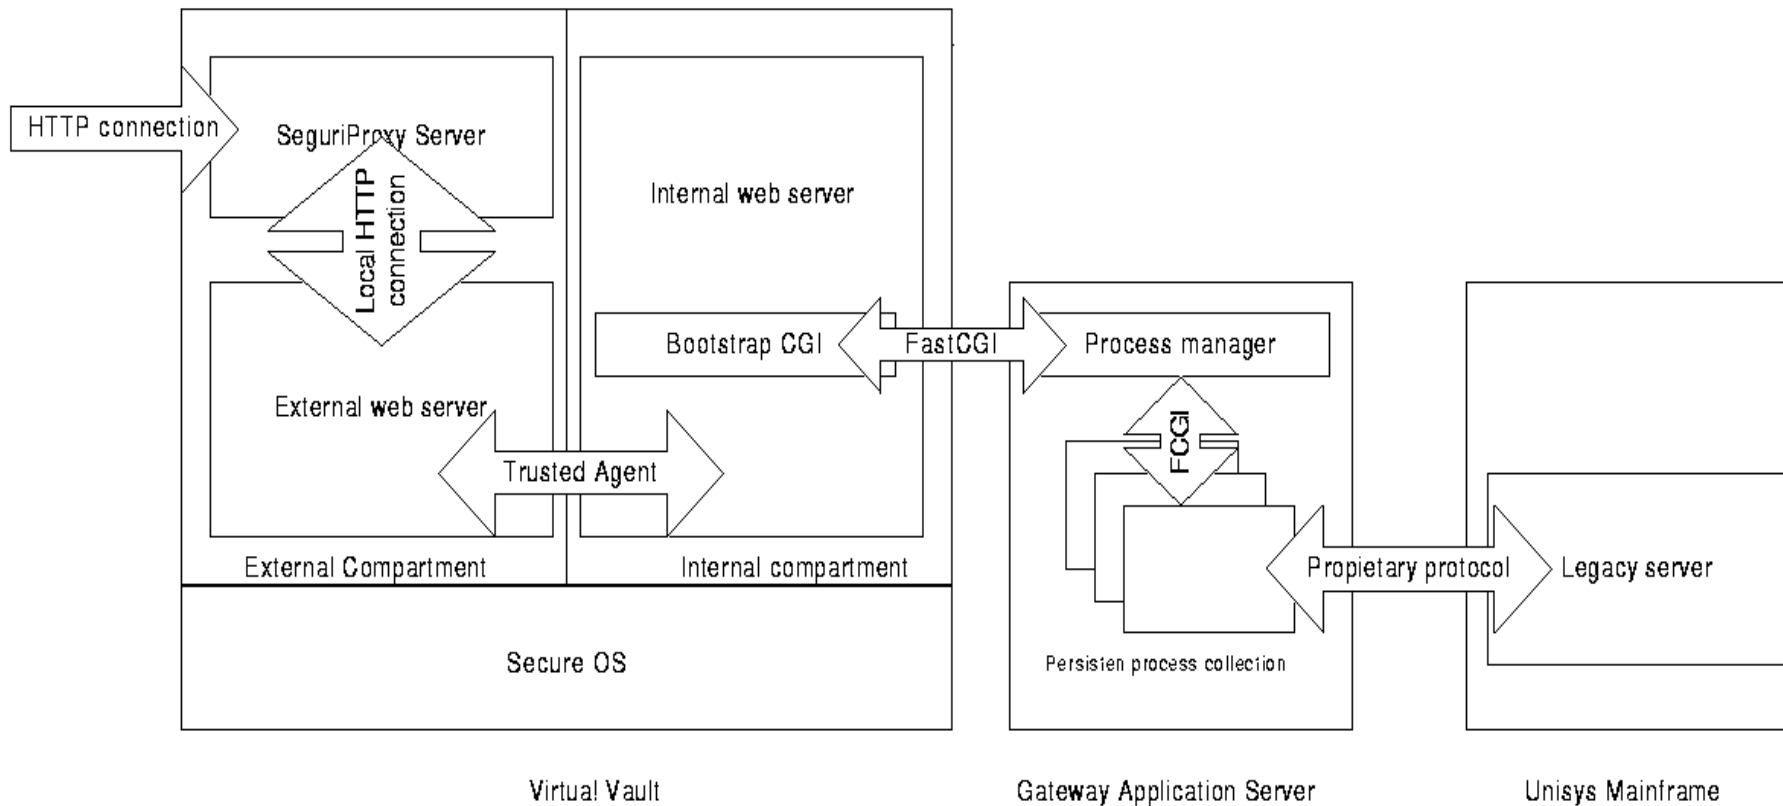 HTTP connection
SeguriProxy Server
Local HTTP
connection
Internal web server
Bootstrap CGI
FastCGI
Process manager
External web server
FCGI
Trusted Agent
External Compartment
Internal compartment
Propietary protocol
Legacy server
Secure OS
Persisten process collection
Virtual Vault
Gateway Application Server
Unisys Mainframe